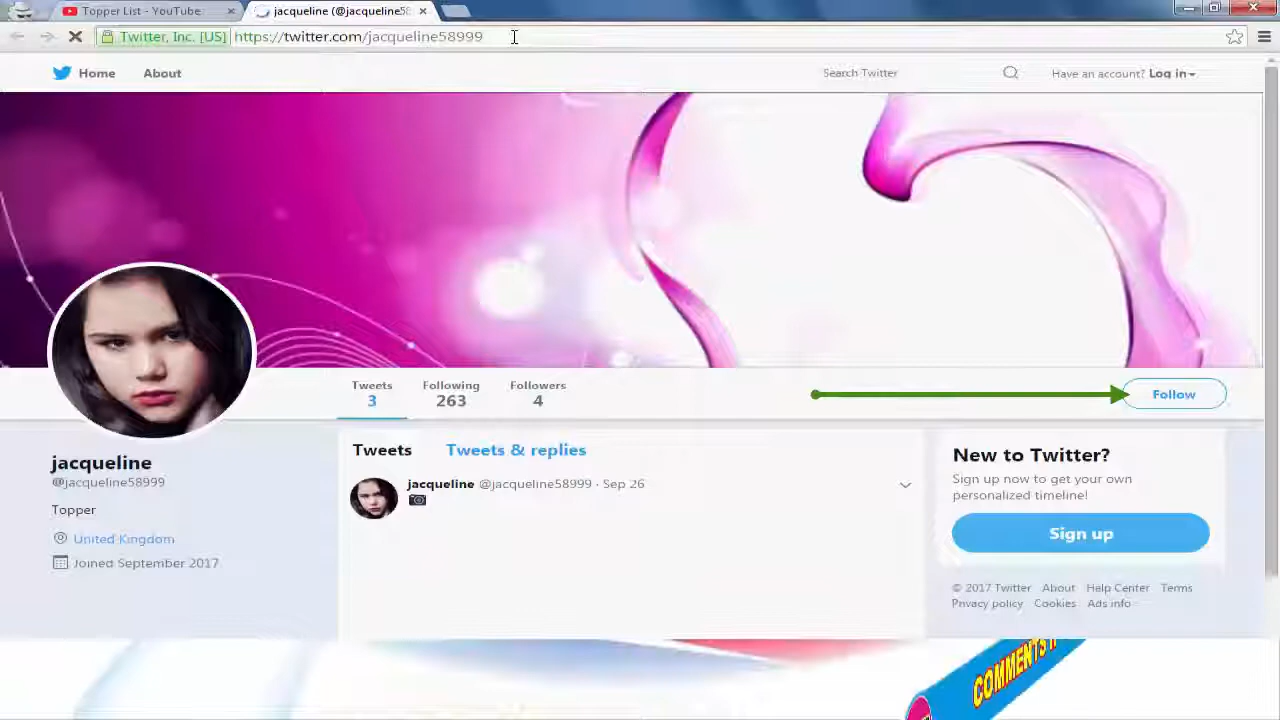 Topper List - YouTube
jacqueline (@jacqueline58
Twitter, Inc. [US] https://twitter.com/jacqueline58999
Home About
Search Twitter
Have an account? Log in
Tweets Following Followers
3 263 4
Follow
jacqueline
@jacqueline58999
Topper
United Kingdom
Joined September 2017
Tweets Tweets & replies
jacqueline @jacqueline58999 · Sep 26
New to Twitter?
Sign up now to get your own
personalized timeline!
Sign up
© 2017 Twitter About Help Center Terms
Privacy policy Cookies Ads info
COMMENTS